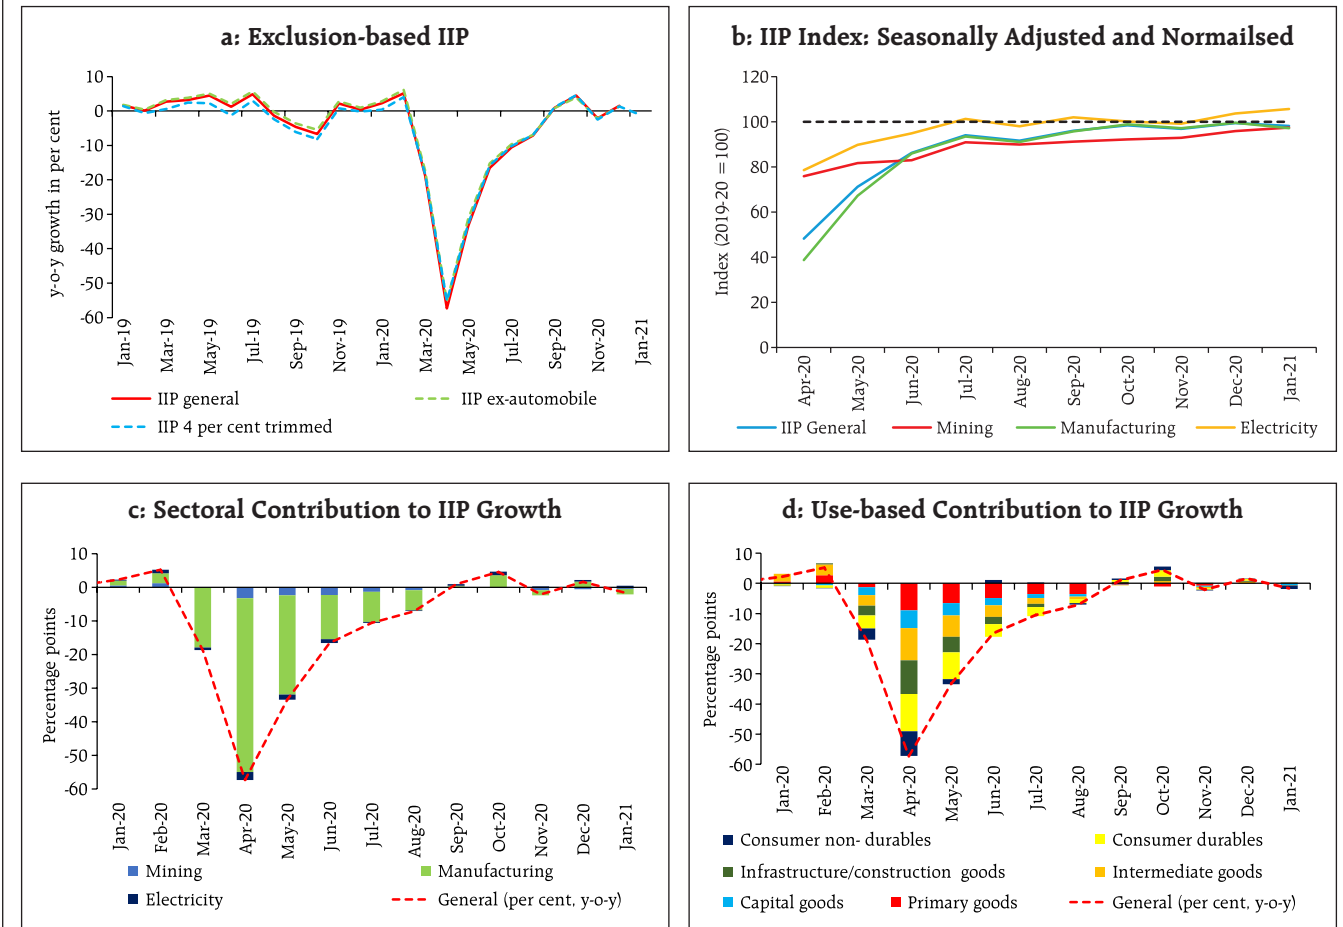 a: Exclusion-based IIP
y-o-y growth in per cent
10
0
-10
-20
-30
-40
-50
-60
Jan-19
Mar-19
May-19
Jul-19
Sep-19
Nov-19
Jan-20
Mar-20
May-20
Jul-20
Sep-20
Nov-20
Jan-21
IIP general
IIP ex-automobile
IIP 4 per cent trimmed
b: IIP Index: Seasonally Adjusted and Normailsed
Index (2019-20 =100)
120
100
80
60
40
20
0
Apr-20
May-20
Jun-20
Jul-20
Aug-20
Sep-20
Oct-20
Nov-20
Dec-20
Jan-21
IIP General
Mining
Manufacturing
Electricity
c: Sectoral Contribution to IIP Growth
Percentage points
10
0
-10
-20
-30
-40
-50
-60
Jan-20
Feb-20
Mar-20
Apr-20
May-20
Jun-20
Jul-20
Aug-20
Sep-20
Oct-20
Nov-20
Dec-20
Jan-21
Mining
Manufacturing
Electricity
General (per cent, y-o-y)
d: Use-based Contribution to IIP Growth
Percentage points
10
0
-10
-20
-30
-40
-50
-60
Jan-20
Feb-20
Mar-20
Apr-20
May-20
Jun-20
Jul-20
Aug-20
Sep-20
Oct-20
Nov-20
Dec-20
Jan-21
Consumer non- durables
Consumer durables
Infrastructure/construction goods
Intermediate goods
Capital goods
Primary goods
General (per cent, y-o-y)